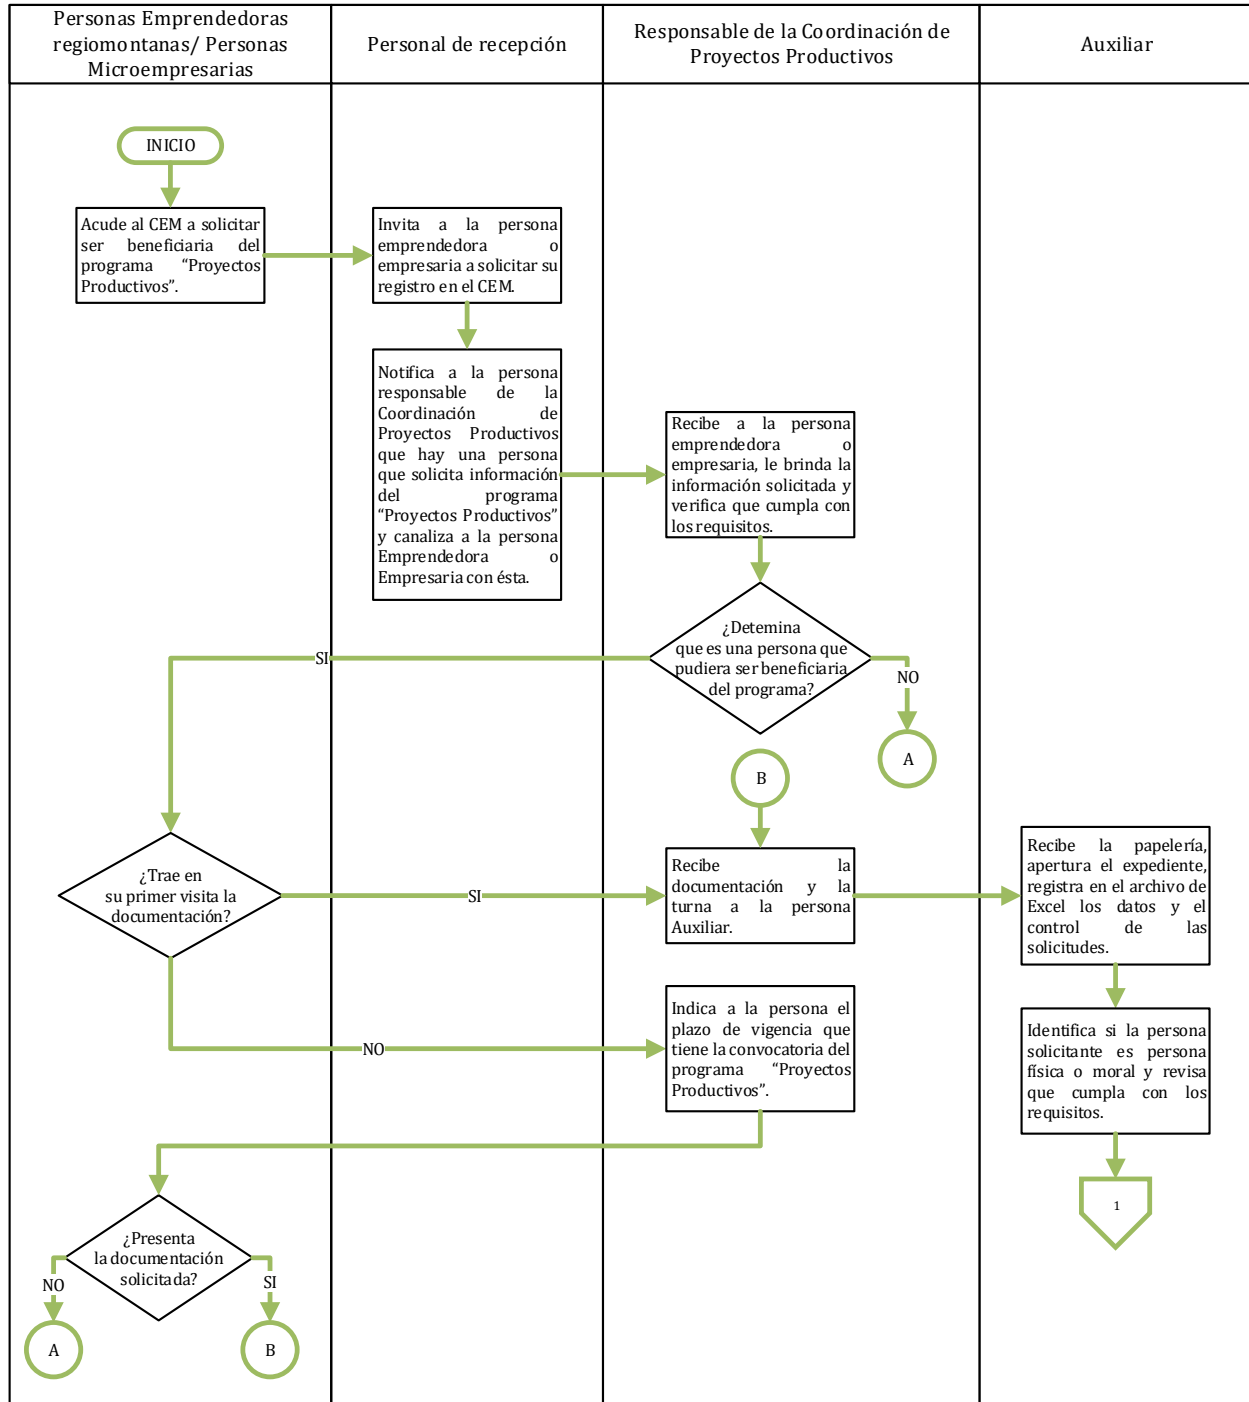 Personas Emprendedoras
regiomontanas/ Personas
Microempresarias
Personal de recepción
Responsable de la Coordinación de
Proyectos Productivos
Auxiliar
INICIO
Acude al CEM a solicitar
ser beneficiaria del
programa “Proyectos
Productivos”.
Invita a la persona
emprendedora o
empresaria a solicitar su
registro en el CEM.
Notifica a la persona
responsable de la
Coordinación de
Proyectos Productivos
que hay una persona
que solicita información
del programa
“Proyectos Productivos”
y canaliza a la persona
Emprendedora o
Empresaria con ésta.
Recibe a la persona
emprendedora o
empresaria, le brinda la
información solicitada y
verifica que cumpla con
los requisitos.
¿Detemina
que es una persona que
pudiera ser beneficiaria
del programa?
SI
NO
A
B
¿Trae en
su primer visita la
documentación?
SI
Recibe la
documentación y la
turna a la persona
Auxiliar.
Recibe la papelería,
apertura el expediente,
registra en el archivo de
Excel los datos y el
control de las
solicitudes.
NO
Indica a la persona el
plazo de vigencia que
tiene la convocatoria del
programa “Proyectos
Productivos”.
Identifica si la persona
solicitante es persona
física o moral y revisa
que cumpla con los
requisitos.
1
¿Presenta
la documentación
solicitada?
NO
SI
A
B